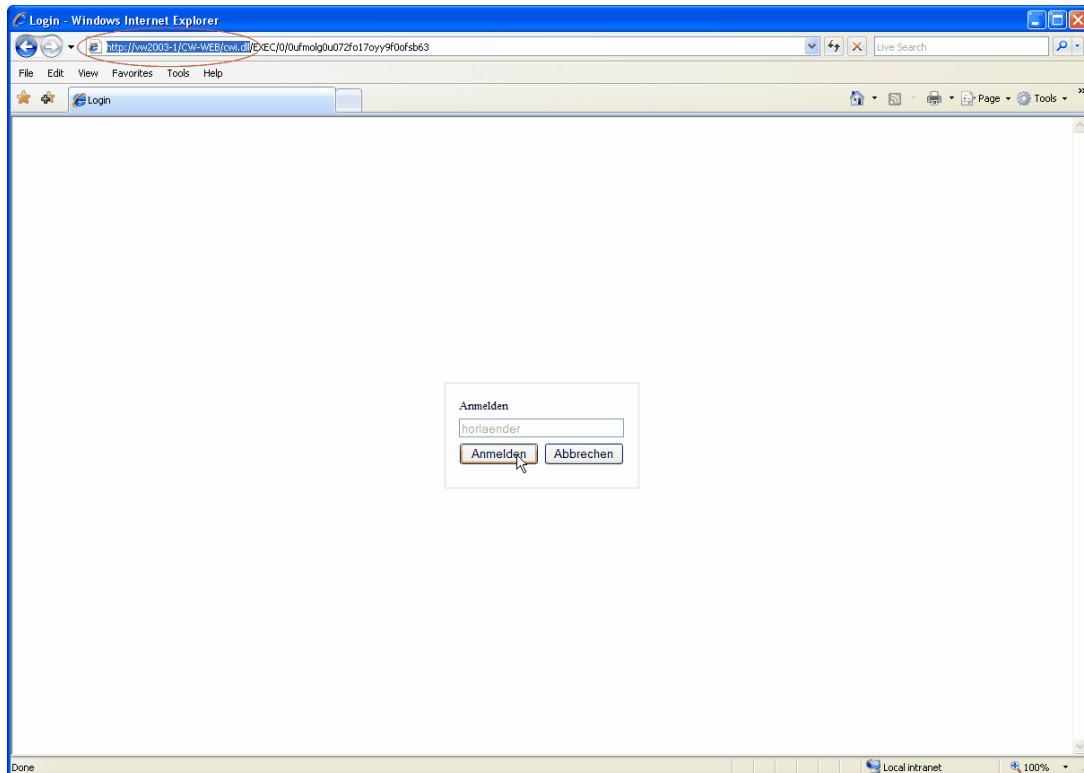 Login - Windows Internet Explorer
http://vw2003-1/CW-WEB/cwi.dll/EXEC/0/0ufmolg0u072fo17oyy9f0ofsb63
Live Search
File Edit View Favorites Tools Help
Login
Page Tools »
Anmelden
horlaender
Anmelden Abbrechen
Done
Local intranet
100%